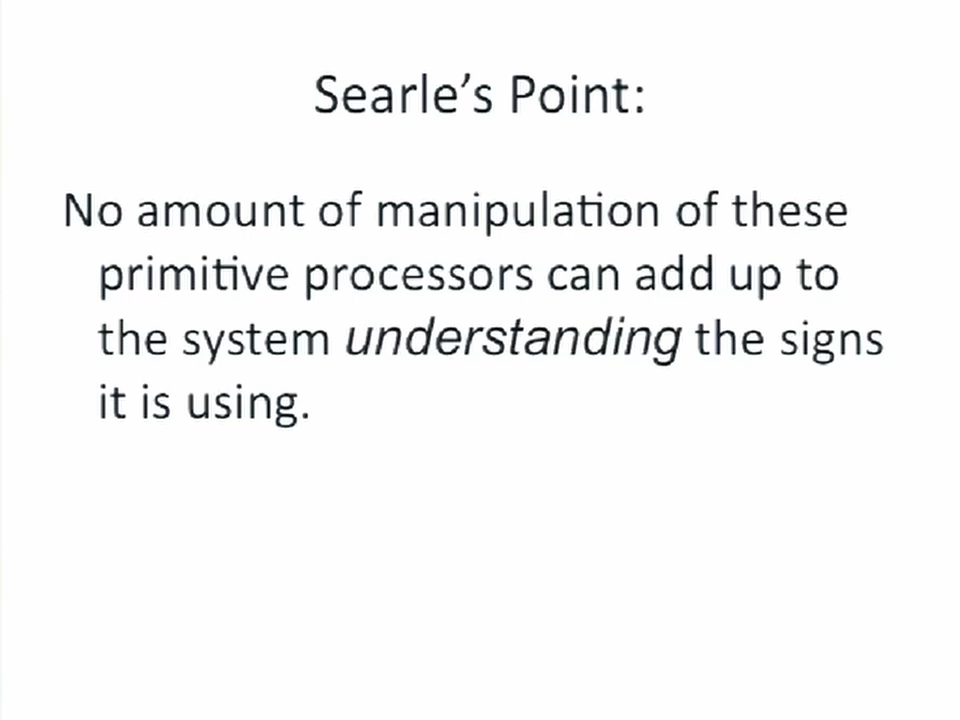 Searle’s Point:
No amount of manipulation of these
primitive processors can add up to
the system understanding the signs
it is using.